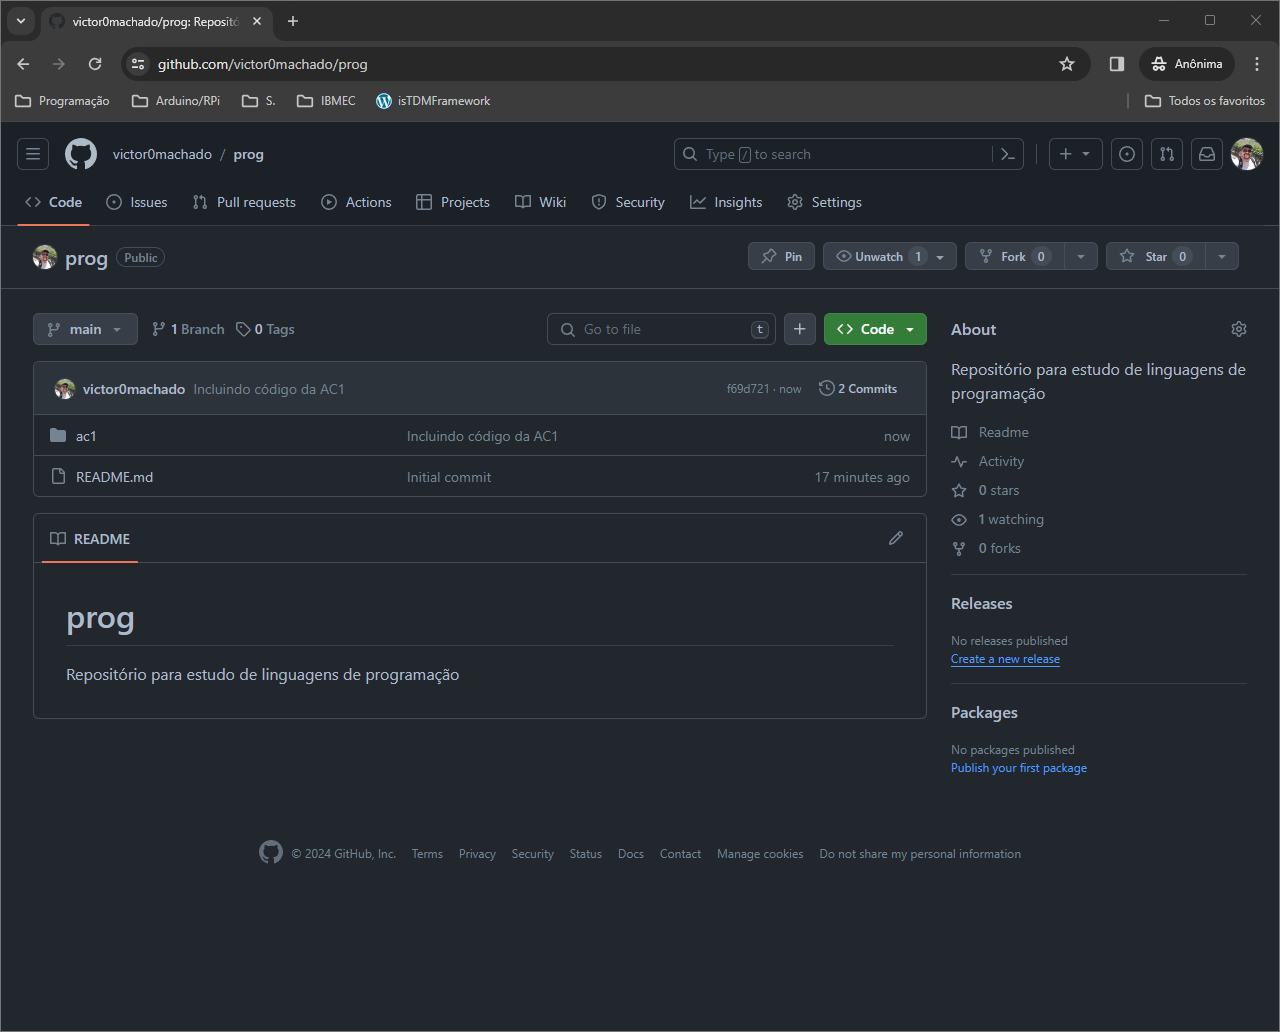 victor0machado/prog: Repositó
github.com/victor0machado/prog
Anônima
Programação Arduino/RPi S. IBMEC isTDMFramework Todos os favoritos
victor0machado / prog Type / to search
Code Issues Pull requests Actions Projects Wiki Security Insights Settings
prog Public Pin Unwatch 1 Fork 0 Star 0
main 1 Branch 0 Tags Go to file t Code
victor0machado Incluindo código da AC1 f69d721 · now 2 Commits
ac1 Incluindo código da AC1 now
README.md Initial commit 17 minutes ago
README
prog
Repositório para estudo de linguagens de programação
About
Repositório para estudo de linguagens de
programação
Readme
Activity
0 stars
1 watching
0 forks
Releases
No releases published
Create a new release
Packages
No packages published
Publish your first package
© 2024 GitHub, Inc. Terms Privacy Security Status Docs Contact Manage cookies Do not share my personal information